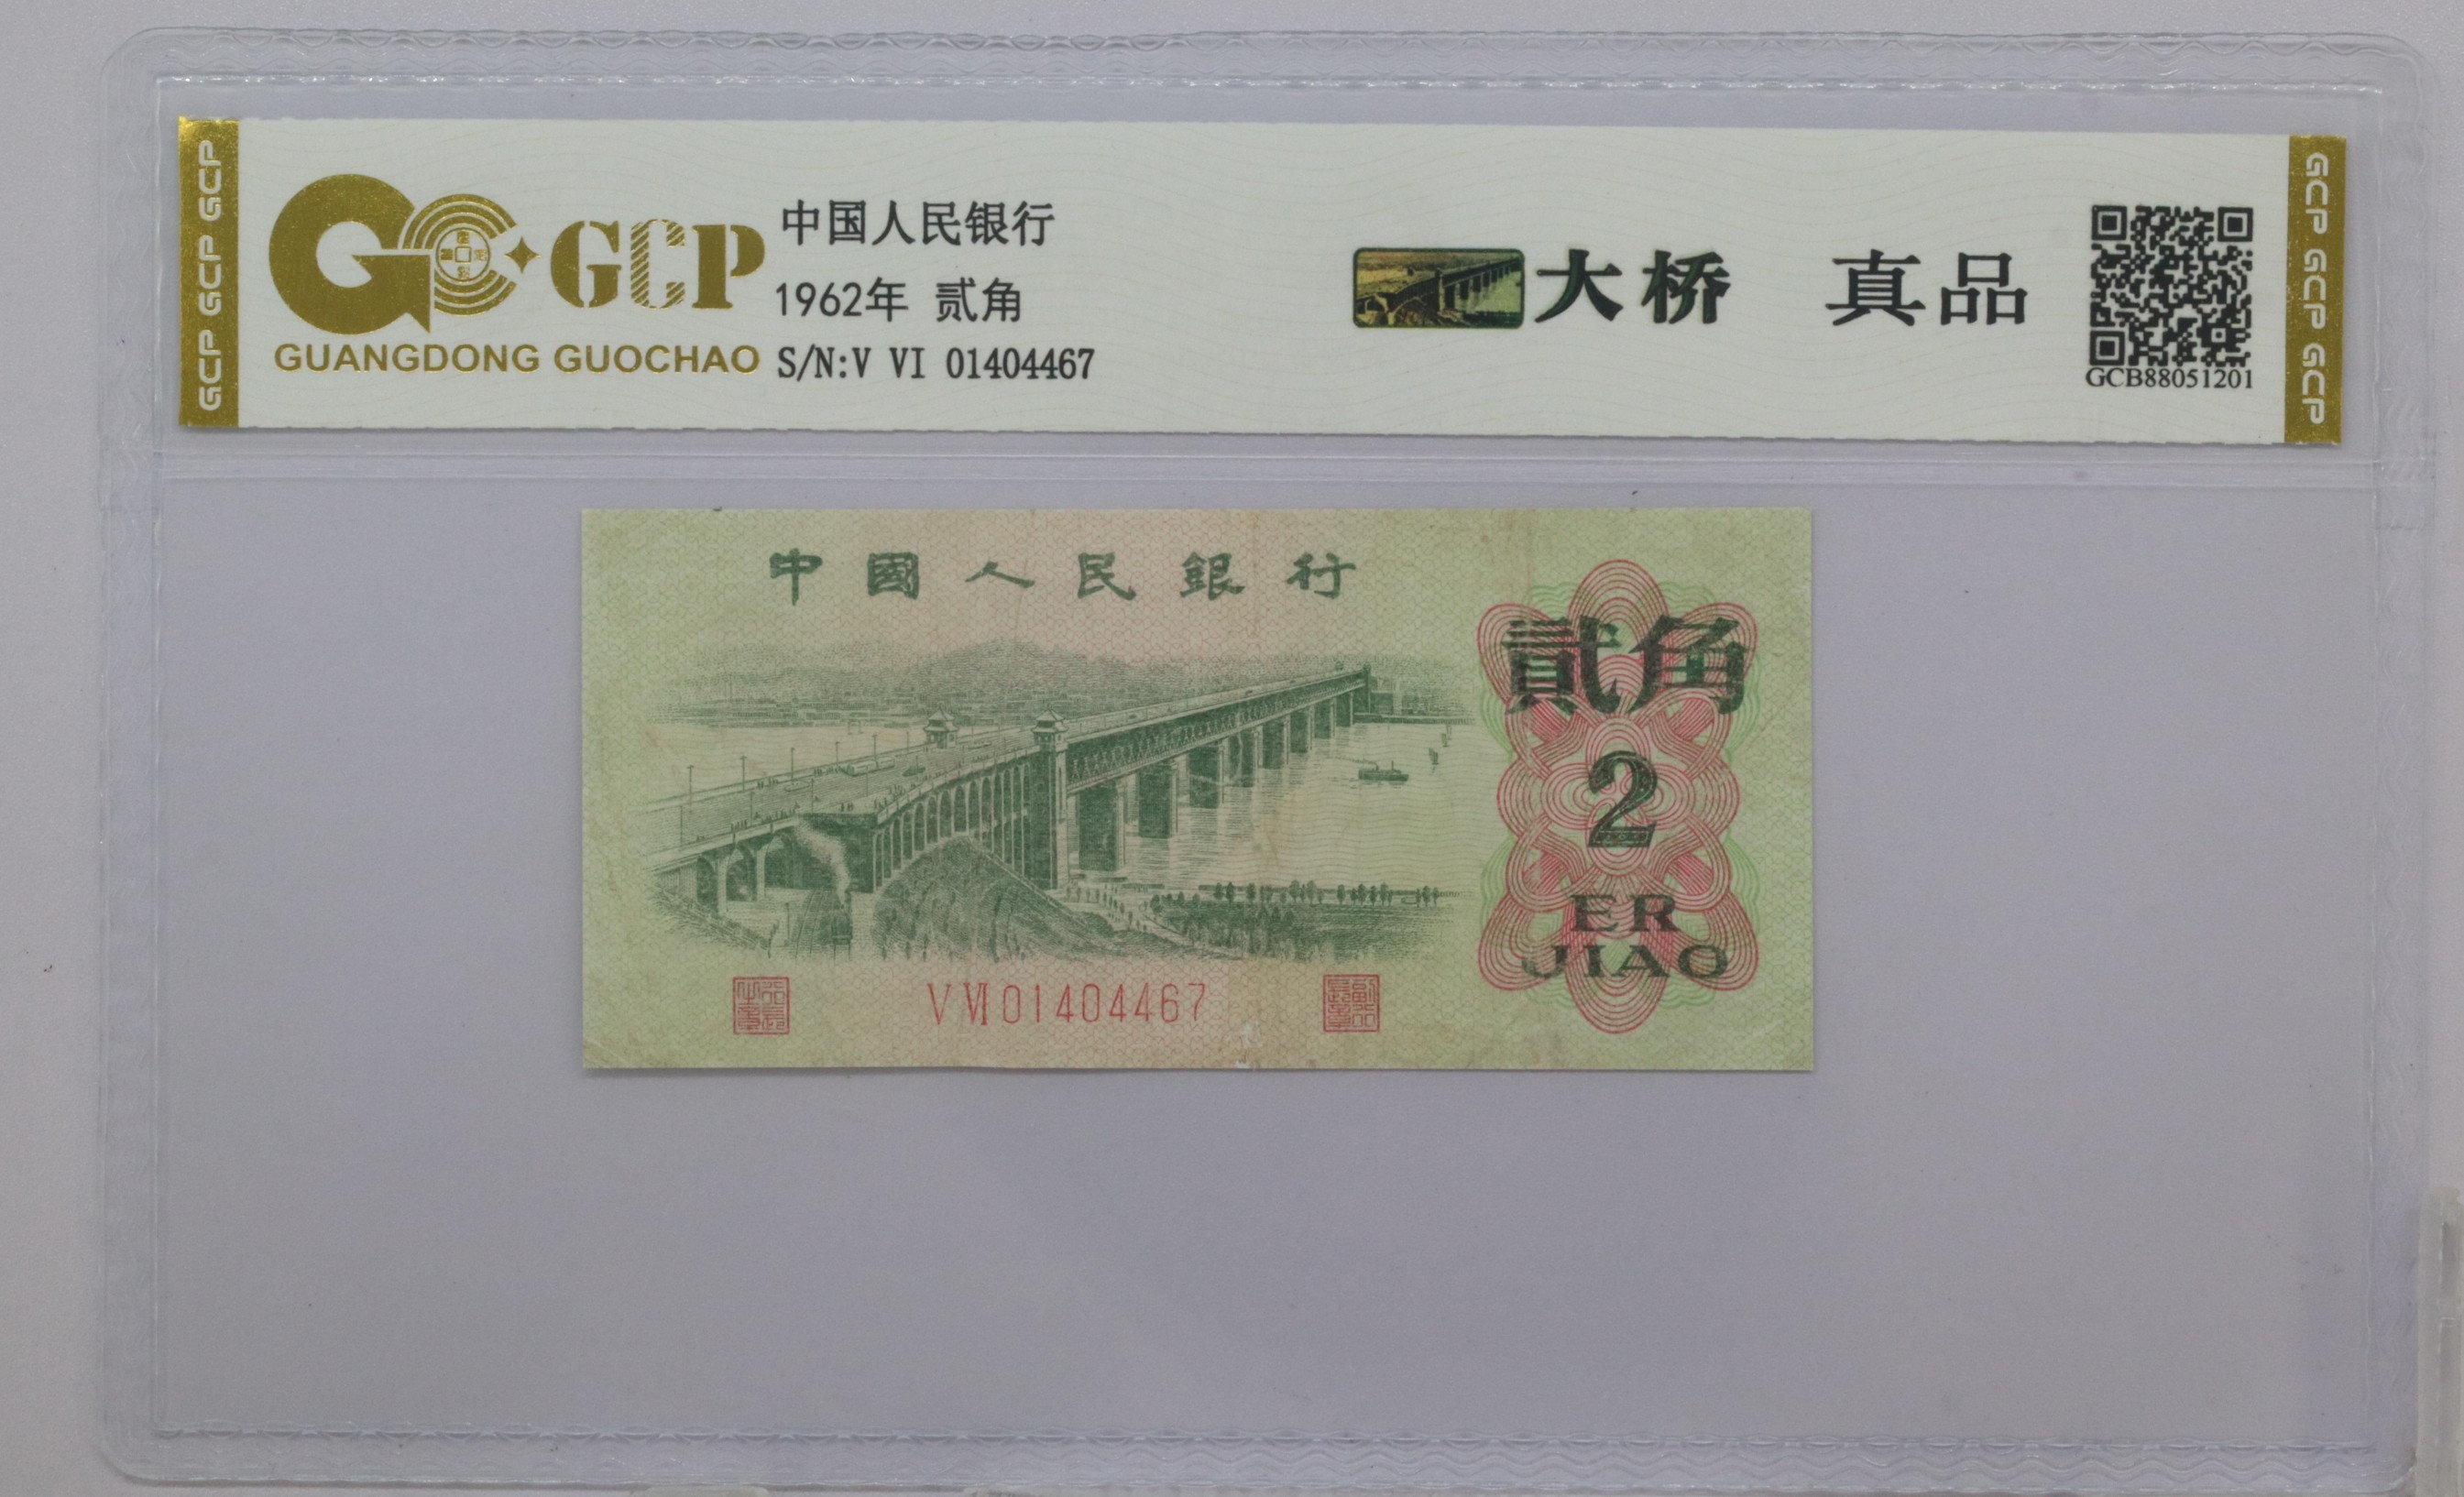 GCP GCP GCP
GCP
GUANGDONG GUOCHAO
中国人民银行
1962年 贰角
S/N:V VI 01404467
大桥 真品
GCB88051201
GCP GCP GCP
中國人民銀行
貳角
2
ER
JIAO
V VI 01404467